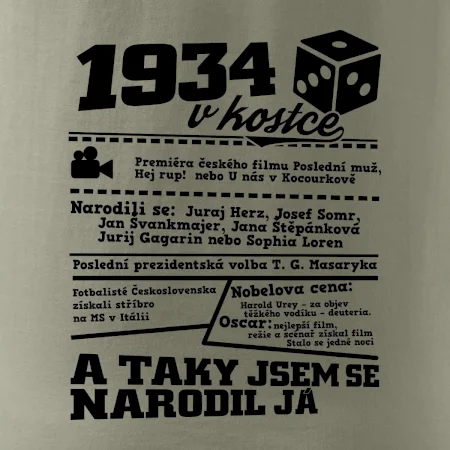 1934
v kostce
Premiéra českého filmu Poslední muž,
Hej rup! nebo U nás v Kocourkově
Narodili se: Juraj Herz, Josef Somr,
Jan Švankmajer, Jana Štěpánková
Jurij Gagarin nebo Sophia Loren
Poslední prezidentská volba T. G. Masaryka
Fotbalisté Československa
získali stříbro
na MS v Itálii
Nobelova cena:
Harold Urey - za objev
těžkého vodíku - deuteria.
Oscar: nejlepší film,
režie a scénář získal film
Stalo se jedné noci
A TAKY JSEM SE
NARODIL JÁ